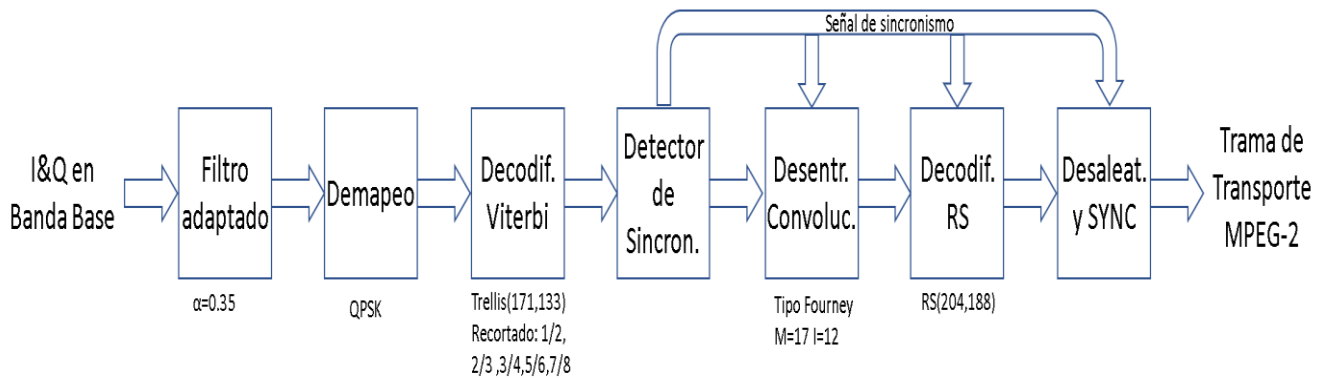 Señal de sincronismo
I&Q en
Banda Base
Filtro
adaptado
Demapeo
Decodif.
Viterbi
Detector
de
Sincron.
Desentr.
Convoluc.
Decodif.
RS
Desaleat.
y SYNC
Trama de
Transporte
MPEG-2
α=0.35
QPSK
Trellis(171,133)
Recortado: 1/2,
2/3 ,3/4,5/6,7/8
Tipo Fourney
M=17 I=12
RS(204,188)